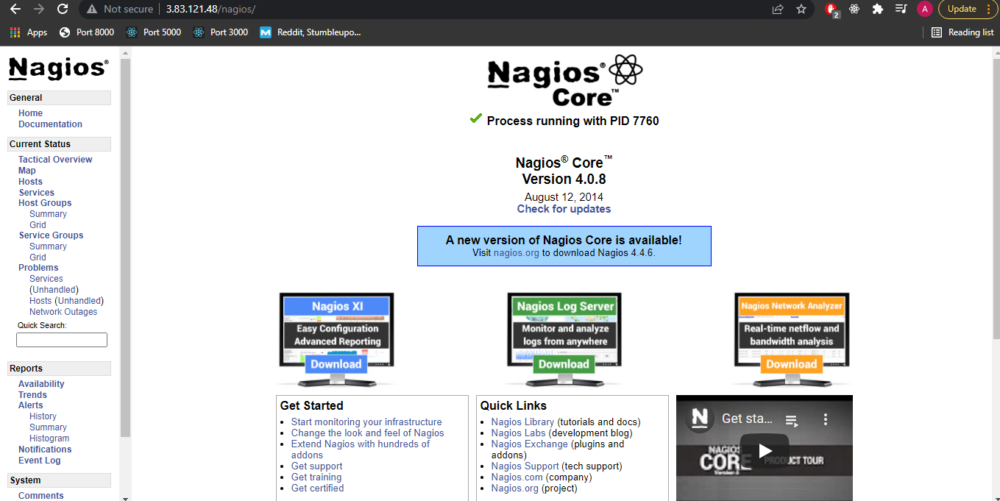 Not secure
3.83.121.48/nagios/
2
A
Update
Apps
Port 8000
Port 5000
Port 3000
Reddit, Stumbleupo...
Reading list
Nagios®
General
Home
Documentation
Current Status
Tactical Overview
Map
Hosts
Services
Host Groups
Summary
Grid
Service Groups
Summary
Grid
Problems
Services
(Unhandled)
Hosts (Unhandled)
Network Outages
Quick Search:
Reports
Availability
Trends
Alerts
History
Summary
Histogram
Notifications
Event Log
System
Comments
Nagios®
Core™
Process running with PID 7760
Nagios® Core™
Version 4.0.8
August 12, 2014
Check for updates
A new version of Nagios Core is available!
Visit nagios.org to download Nagios 4.4.6.
Nagios XI
Easy Configuration
Advanced Reporting
Download
Nagios Log Server
Monitor and analyze
logs from anywhere
Download
Nagios Network Analyzer
Real-time netflow and
bandwidth analysis
Download
Get Started
Start monitoring your infrastructure
Change the look and feel of Nagios
Extend Nagios with hundreds of
addons
Get support
Get training
Get certified
Quick Links
Nagios Library (tutorials and docs)
Nagios Labs (development blog)
Nagios Exchange (plugins and
addons)
Nagios Support (tech support)
Nagios.com (company)
Nagios.org (project)
N
Get sta...
NAGIOS
CORE
PRODUCT TOUR